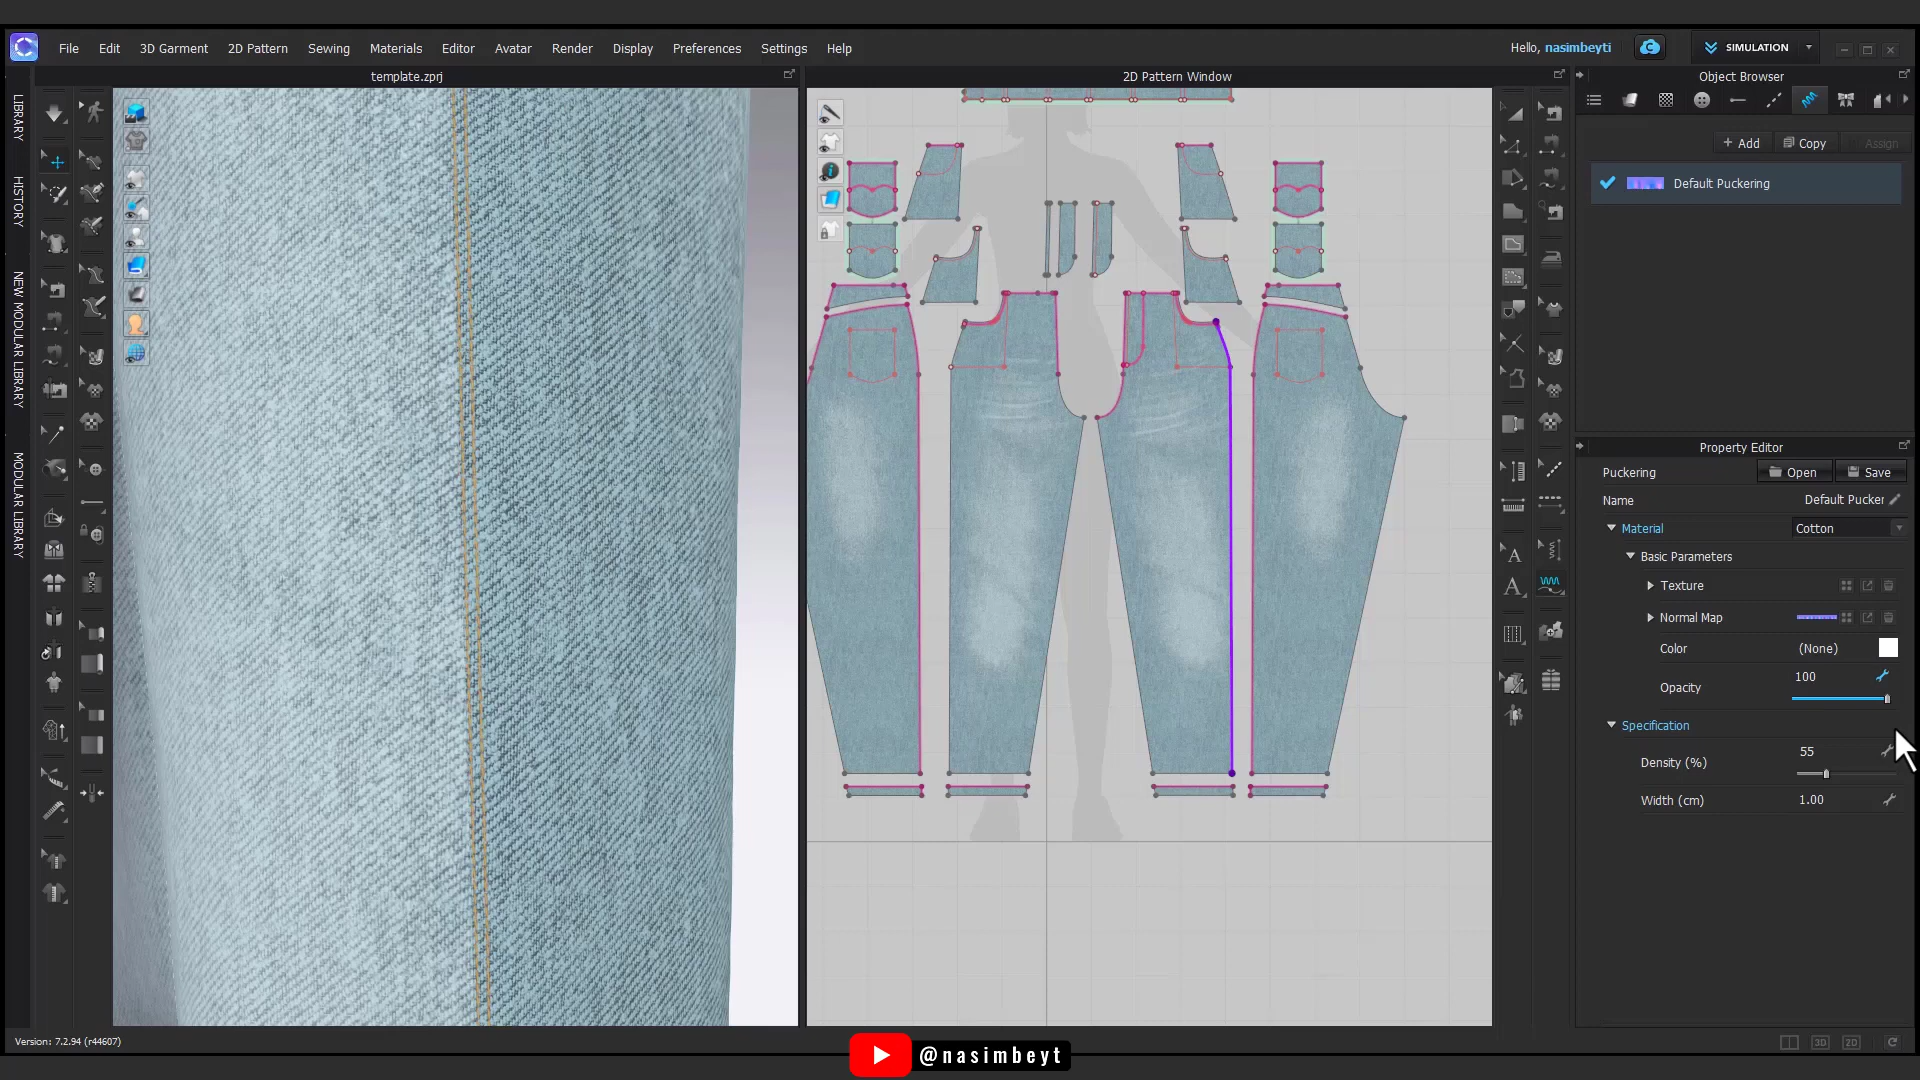 File Edit 3D Garment 2D Pattern Sewing Materials Editor Avatar Render Display Preferences Settings Help
Hello, nasimbeyti
SIMULATION
template.zprj
2D Pattern Window
Object Browser
LIBRARY
HISTORY
NEW MODULAR LIBRARY
MODULAR LIBRARY
+ Add
Copy
Assign
Default Puckering
Property Editor
Puckering
Open
Save
Name
Default Pucker
Material
Cotton
Basic Parameters
Texture
Normal Map
Color
(None)
Opacity
100
Specification
Density (%)
55
Width (cm)
1.00
Version: 7.2.94 (r44607)
@nasimbeyt
3D
2D